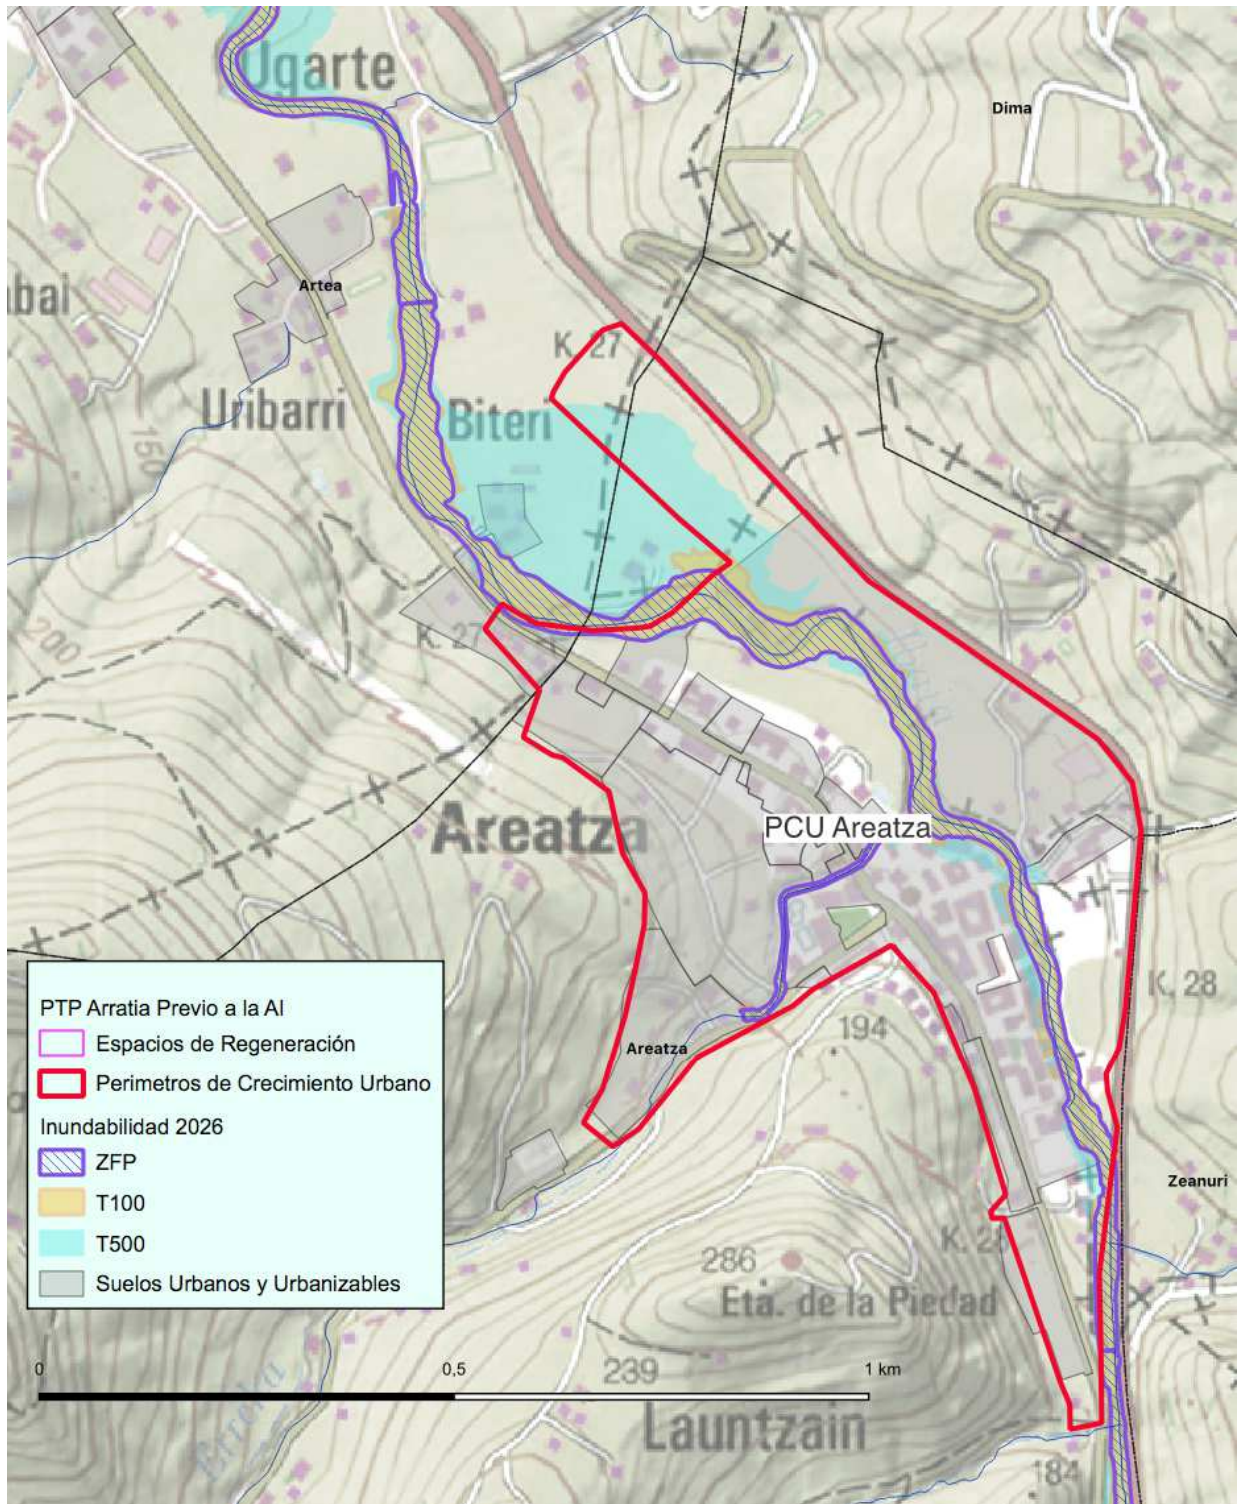 Ugarte
Dima
bai
Artea
K. 27
Uribarri
Biteri
150
200
K. 27
Areatza
PCU Areatza
K. 28
194
Areatza
PTP Arratia Previo a la AI
Espacios de Regeneración
Perimetros de Crecimiento Urbano
Inundabilidad 2026
ZFP
T100
T500
Suelos Urbanos y Urbanizables
Zeanuri
K. 28
286
Eta. de la Piedad
0
0,5
1 km
239
Launtzain
Errotra
184